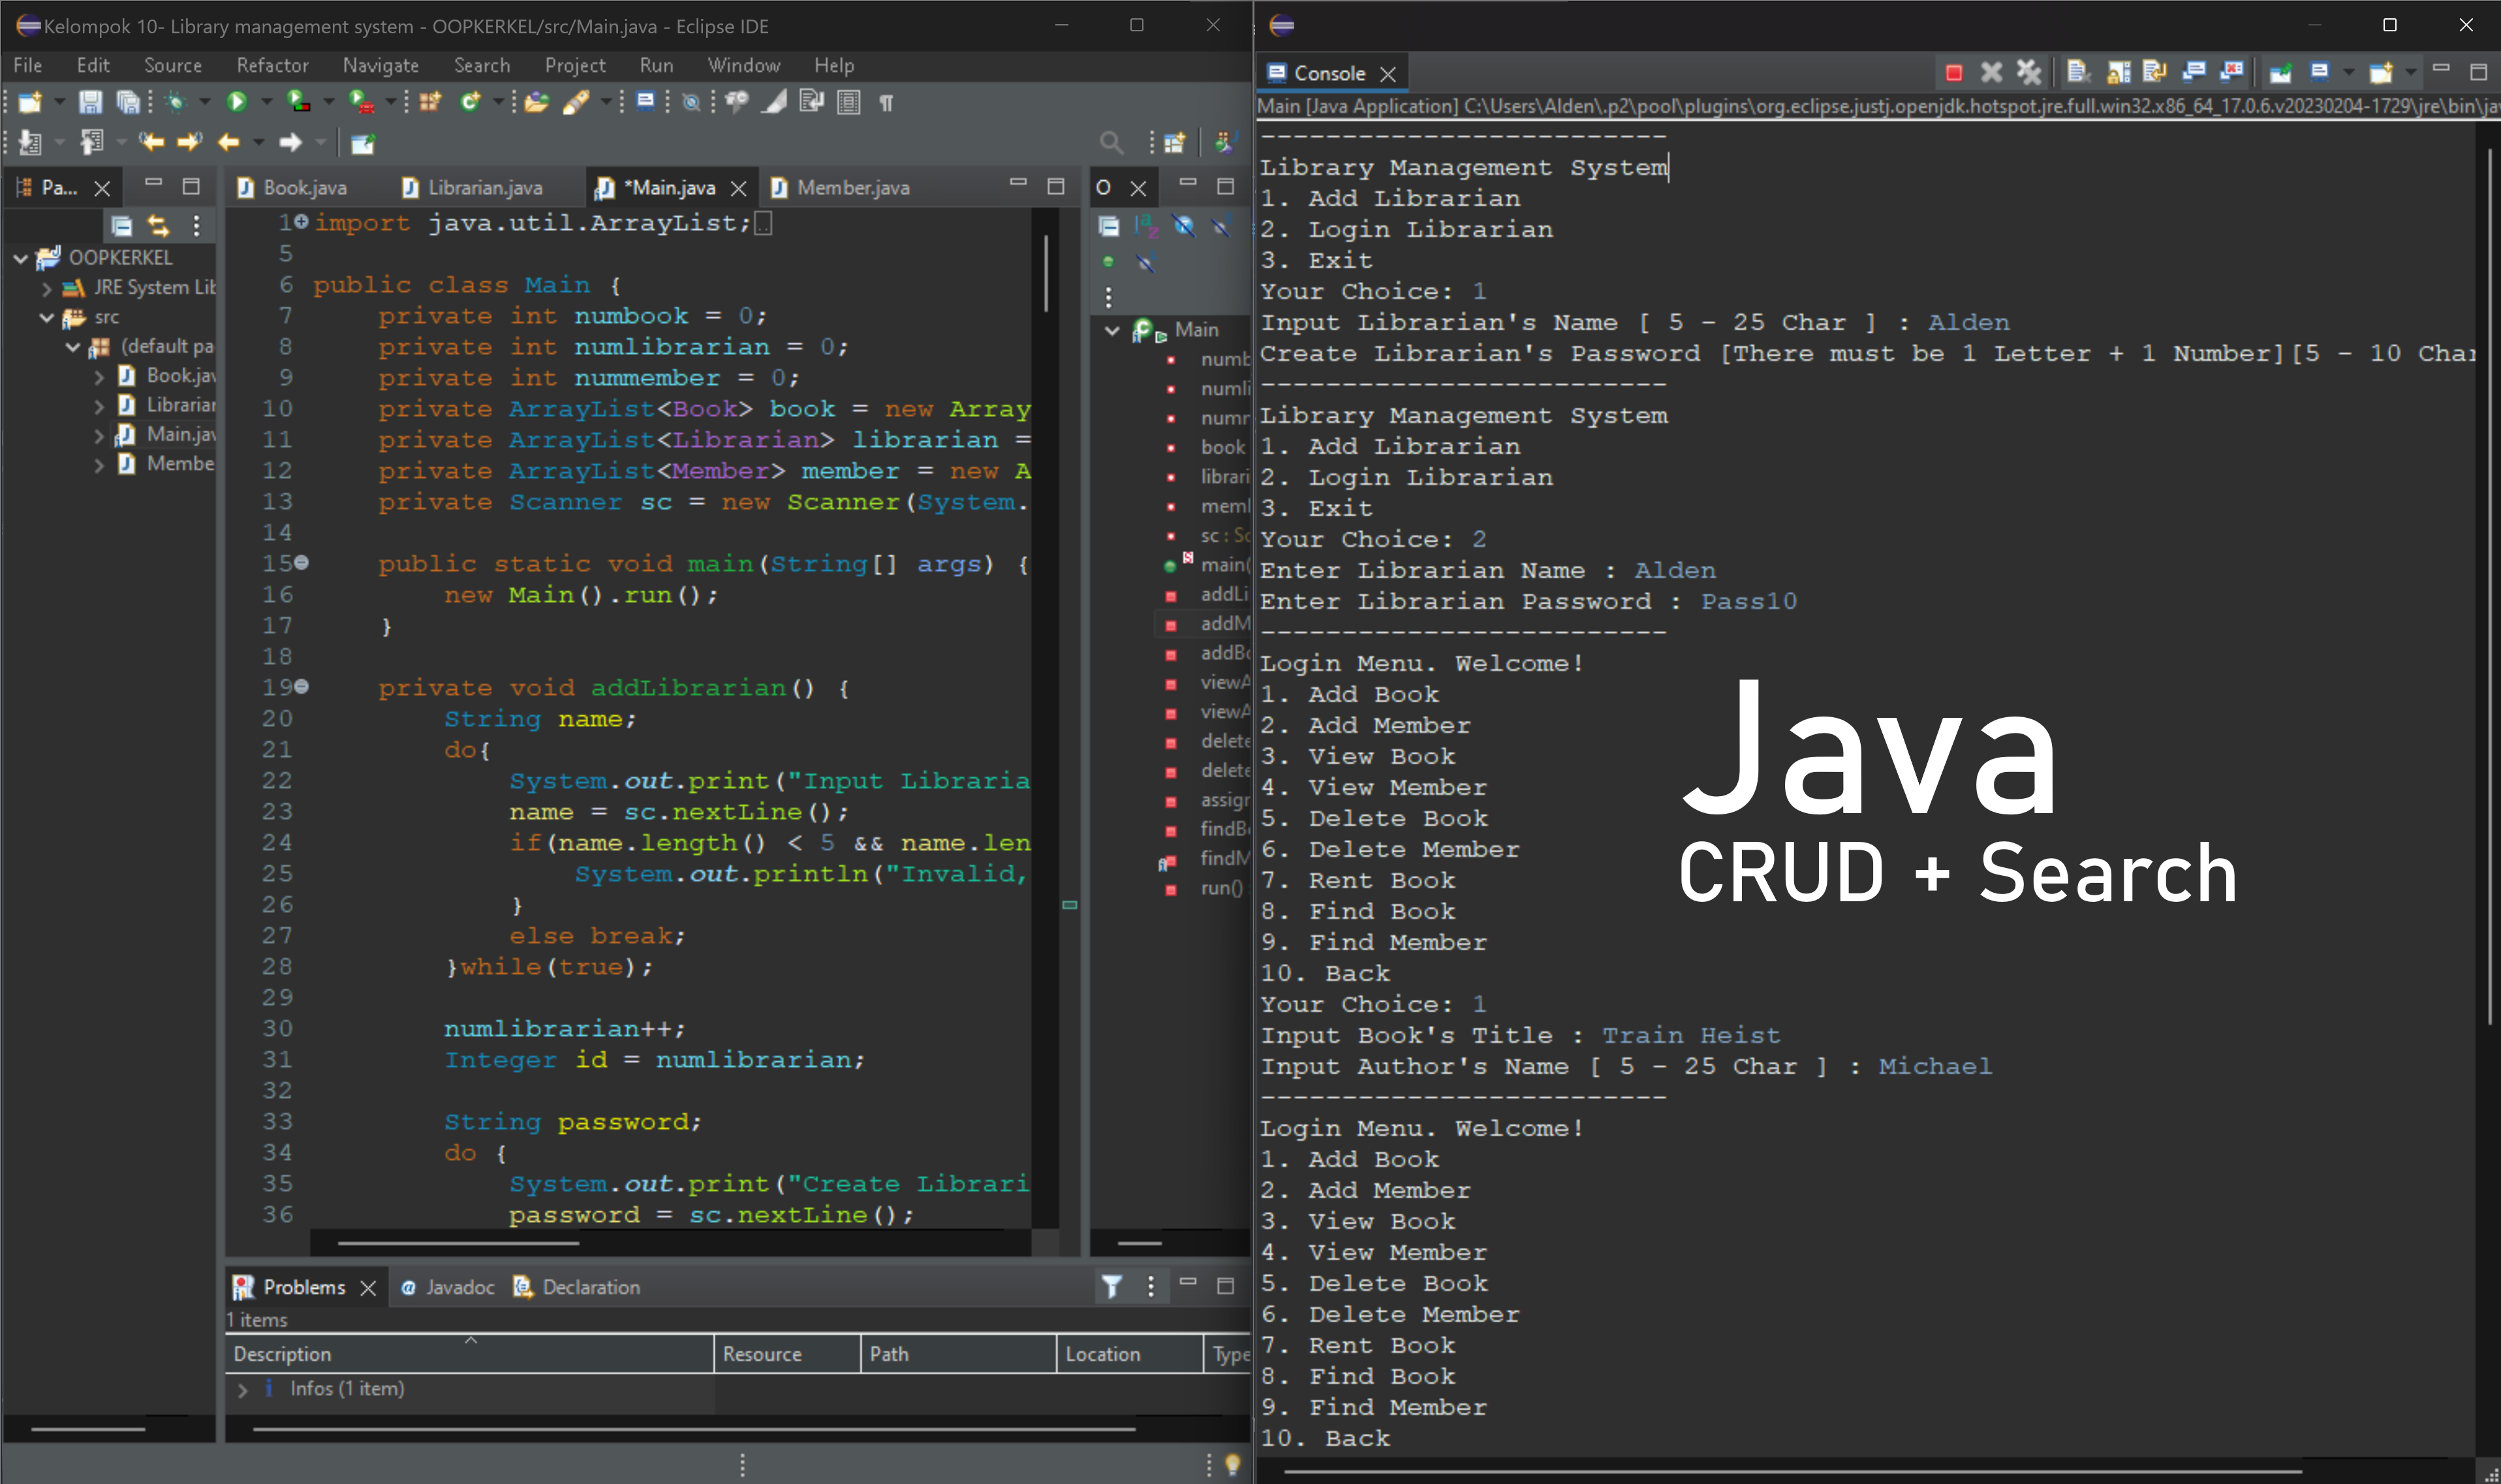 Kelompok 10- Library management system - OOPKERKEL/src/Main.java - Eclipse IDE
File Edit Source Refactor Navigate Search Project Run Window Help
Pa...
OOPKERKEL
JRE System Lib
src
(default pa
Book.jav
Librarian
Main.jav
Membe
Book.java Librarian.java *Main.java Member.java
1 import java.util.ArrayList;
5
6 public class Main {
7 private int numbook = 0;
8 private int numlibrarian = 0;
9 private int nummember = 0;
10 private ArrayList<Book> book = new Array
11 private ArrayList<Librarian> librarian =
12 private ArrayList<Member> member = new A
13 private Scanner sc = new Scanner(System.
14
15 public static void main(String[] args) {
16 new Main().run();
17 }
18
19 private void addLibrarian() {
20 String name;
21 do{
22 System.out.print("Input Libraria
23 name = sc.nextLine();
24 if(name.length() < 5 && name.len
25 System.out.println("Invalid,
26 }
27 else break;
28 }while(true);
29
30 numlibrarian++;
31 Integer id = numlibrarian;
32
33 String password;
34 do {
35 System.out.print("Create Librari
36 password = sc.nextLine();
O
Main
numb
numli
book
librari
sc : Sc
main(
addLi
addM
addBo
viewA
viewA
delete
delete
assign
findBo
findM
run()
Problems Javadoc Declaration
1 items
Description Resource Path Location Type
Infos (1 item)
Console
Main [Java Application] C:\Users\Alden\.p2\pool\plugins\org.eclipse.justj.openjdk.hotspot.jre.full.win32.x86_64_17.0.6.v20230204-1729\jre\bin\ja
-------------------------
Library Management System
1. Add Librarian
2. Login Librarian
3. Exit
Your Choice: 1
Input Librarian's Name [ 5 - 25 Char ] : Alden
Create Librarian's Password [There must be 1 Letter + 1 Number][5 - 10 Char
-------------------------
Library Management System
1. Add Librarian
2. Login Librarian
3. Exit
Your Choice: 2
Enter Librarian Name : Alden
Enter Librarian Password : Pass10
-------------------------
Login Menu. Welcome!
1. Add Book
2. Add Member
3. View Book
4. View Member
5. Delete Book
6. Delete Member
7. Rent Book
8. Find Book
9. Find Member
10. Back
Your Choice: 1
Input Book's Title : Train Heist
Input Author's Name [ 5 - 25 Char ] : Michael
-------------------------
Login Menu. Welcome!
1. Add Book
2. Add Member
3. View Book
4. View Member
5. Delete Book
6. Delete Member
7. Rent Book
8. Find Book
9. Find Member
10. Back
Java
CRUD + Search